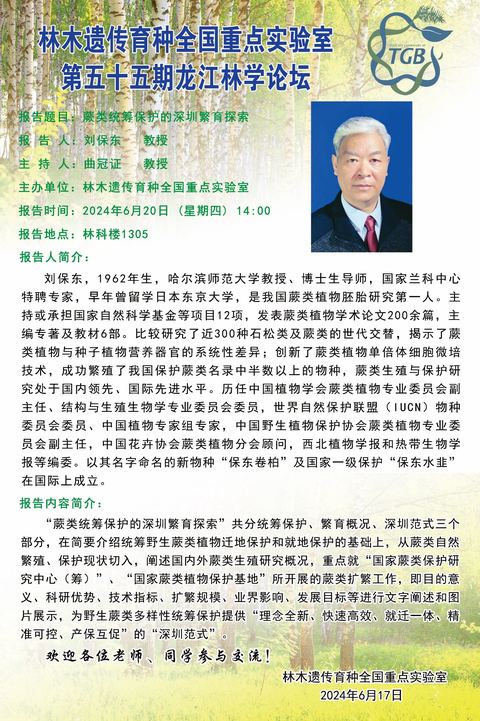 林木遗传育种全国重点实验室
第五十五期龙江林学论坛
TGB
报告题目：蕨类统筹保护的深圳繁育探索
报 告 人：刘保东 教授
主 持 人：曲冠证 教授
主办单位：林木遗传育种全国重点实验室
报告时间：2024年6月20日 (星期四) 14:00
报告地点：林科楼1305
报告人简介：
刘保东，1962年生，哈尔滨师范大学教授、博士生导师，国家兰科中心
特聘专家，早年曾留学日本东京大学，是我国蕨类植物胚胎研究第一人。主
持或承担国家自然科学基金等项目12项，发表蕨类植物学术论文200余篇，主
编专著及教材6部。比较研究了近300种石松类及蕨类的世代交替，揭示了蕨
类植物与种子植物营养器官的系统性差异；创新了蕨类植物单倍体细胞微培
技术，成功繁殖了我国保护蕨类名录中半数以上的物种，蕨类生殖与保护研
究处于国内领先、国际先进水平。历任中国植物学会蕨类植物专业委员会副
主任、结构与生殖生物学专业委员会委员，世界自然保护联盟（IUCN）物种
委员会委员、中国植物专家组专家，中国野生植物保护协会蕨类植物专业委
员会副主任，中国花卉协会蕨类植物分会顾问，西北植物学报和热带生物学
报等编委。以其名字命名的新物种“保东卷柏”及国家一级保护“保东水韭”
在国际上成立。
报告内容简介：
“蕨类统筹保护的深圳繁育探索”共分统筹保护、繁育概况、深圳范式三个
部分，在简要介绍统筹野生蕨类植物迁地保护和就地保护的基础上，从蕨类自然
繁殖、保护现状切入，阐述国内外蕨类生殖研究概况，重点就“国家蕨类保护研
究中心（筹）”、“国家蕨类植物保护基地”所开展的蕨类扩繁工作，即目的意
义、科研优势、技术指标、扩繁规模、业界影响、发展目标等进行文字阐述和图
片展示，为野生蕨类多样性统筹保护提供“理念全新、快速高效、就迁一体、精
准可控、产保互促”的“深圳范式”。
欢迎各位老师、同学参与交流！
林木遗传育种全国重点实验室
2024年6月17日